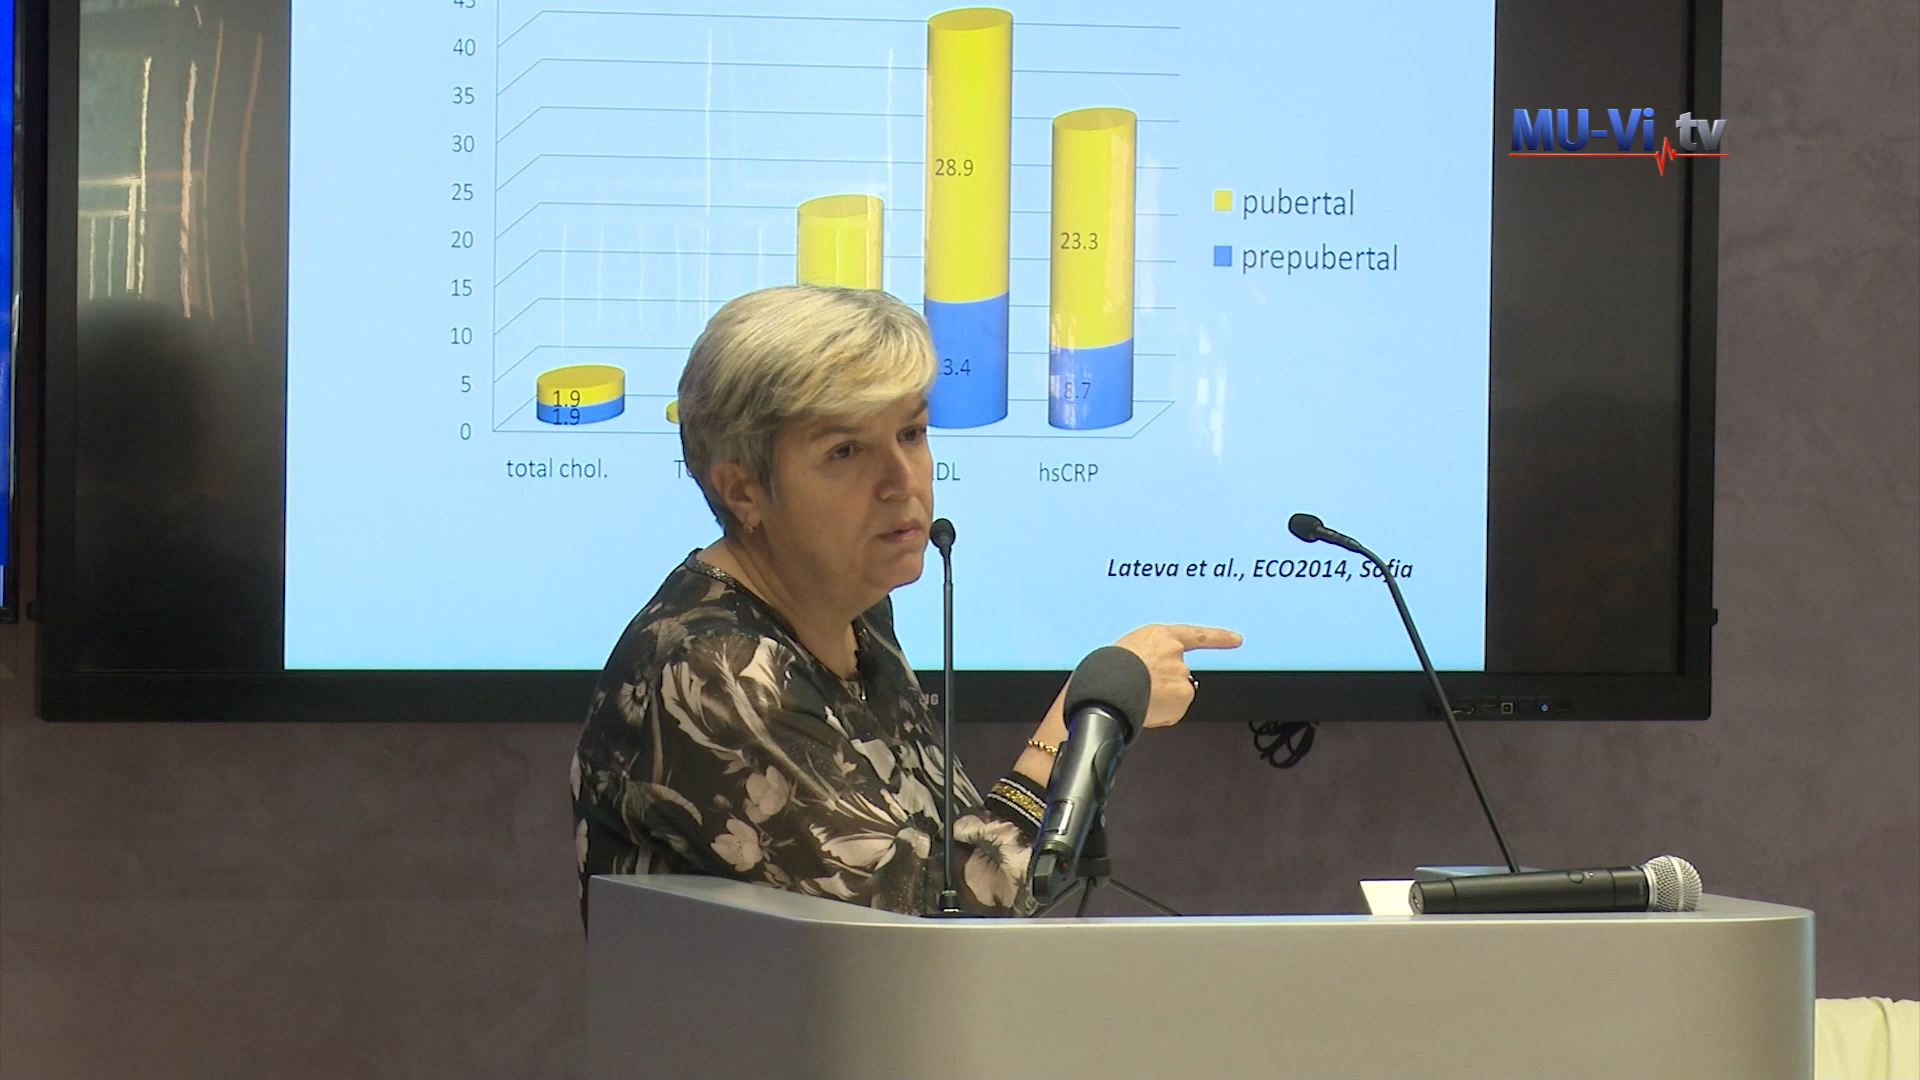 45
40
35
30
25
20
15
10
5
0
28.9
23.3
3.4
8.7
1.9
1.9
total chol.
DL
hsCRP
pubertal
prepubertal
Lateva et al., ECO2014, Sofia
MU-Vi.tv